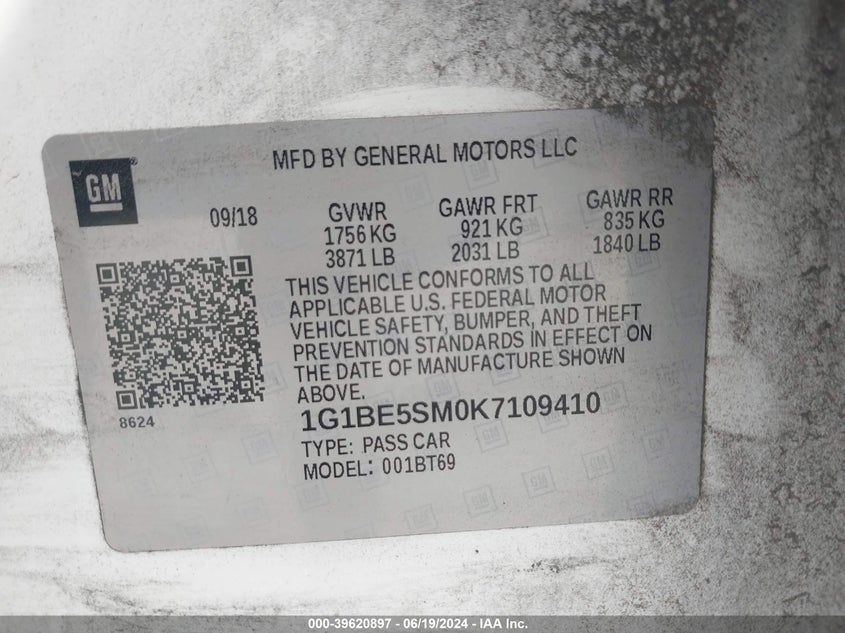 MFD BY GENERAL MOTORS LLC
GM
®
09/18
GVWR
1756 KG
3871 LB
GAWR FRT
921 KG
2031 LB
GAWR RR
835 KG
1840 LB
THIS VEHICLE CONFORMS TO ALL
APPLICABLE U.S. FEDERAL MOTOR
VEHICLE SAFETY, BUMPER, AND THEFT
PREVENTION STANDARDS IN EFFECT ON
THE DATE OF MANUFACTURE SHOWN
ABOVE.
8624
1G1BE5SM0K7109410
TYPE: PASS CAR
MODEL: 001BT69
000-39620897 - 06/19/2024 - IAA Inc.